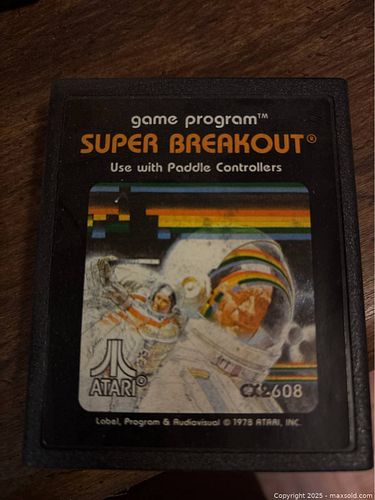 game program™
SUPER BREAKOUT®
Use with Paddle Controllers
ATARI®
CX2608
Label, Program & Audiovisual © 1978 ATARI, INC.
Copyright 2025 - maxsold.com